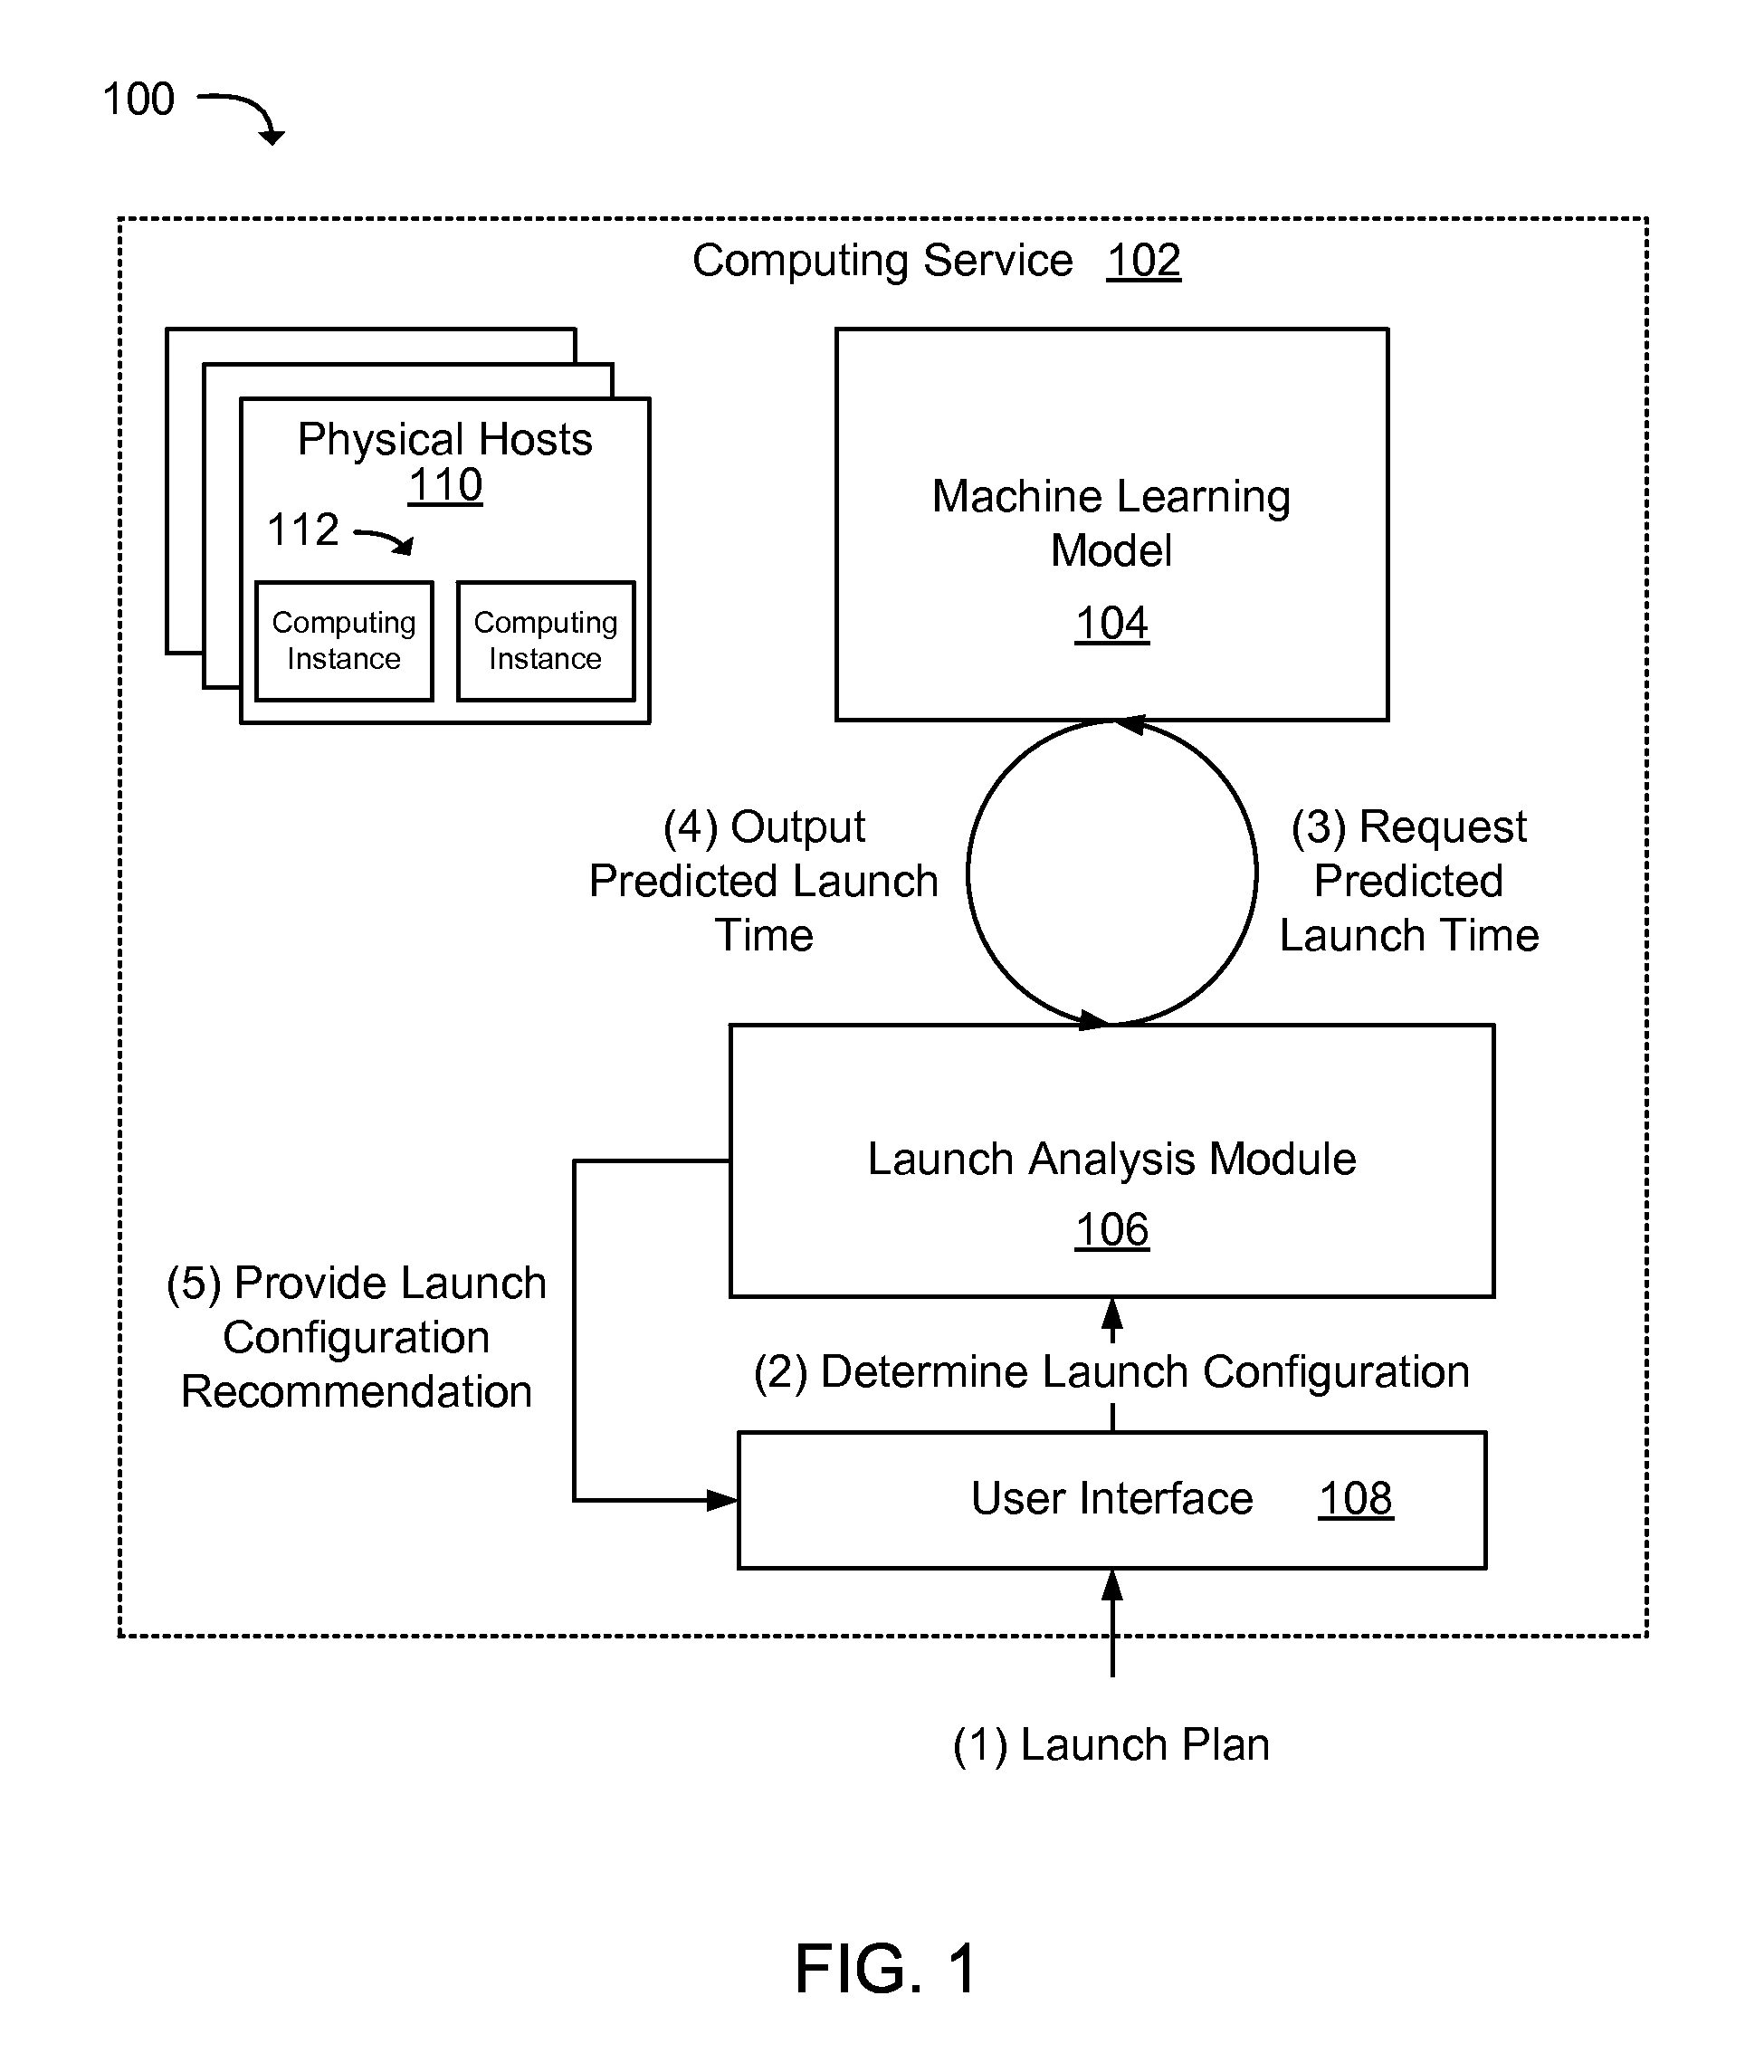 100
Computing Service 102
Physical Hosts
110
112
Computing
Instance
Computing
Instance
Machine Learning
Model
104
(4) Output
Predicted Launch
Time
(3) Request
Predicted
Launch Time
Launch Analysis Module
106
(5) Provide Launch
Configuration
Recommendation
(2) Determine Launch Configuration
User Interface 108
(1) Launch Plan
FIG. 1